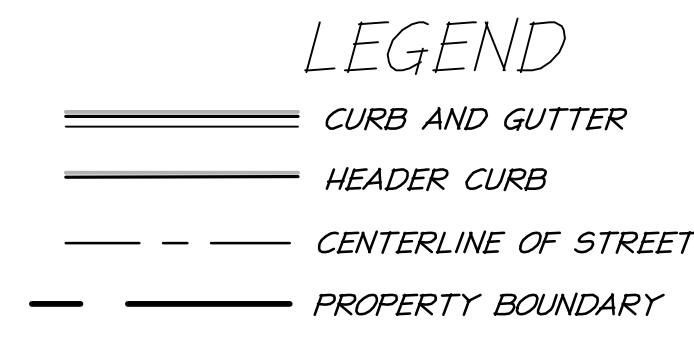 LEGEND
CURB AND GUTTER
HEADER CURB
CENTERLINE OF STREET
PROPERTY BOUNDARY